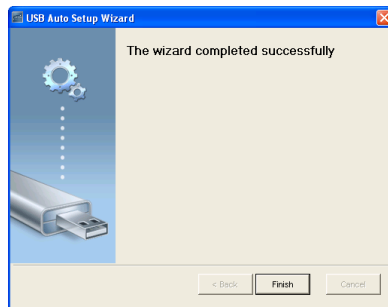 USB Auto Setup Wizard
The wizard completed successfully
< Back Finish Cancel